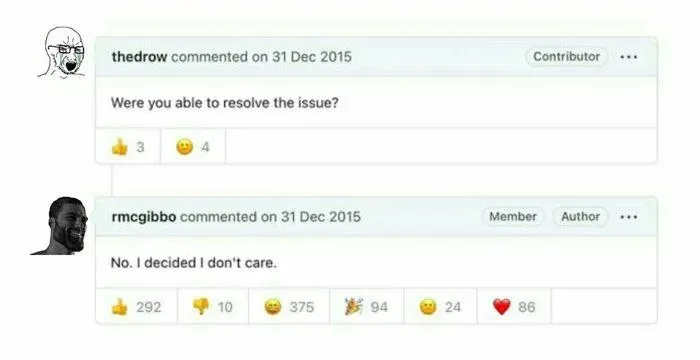 thedrow commented on 31 Dec 2015 Contributor ...
Were you able to resolve the issue?
👍 3 😕 4
rmcgibbo commented on 31 Dec 2015 Member Author ...
No. I decided I don't care.
👍 292 👎 10 😄 375 🎉 94 😕 24 ❤️ 86